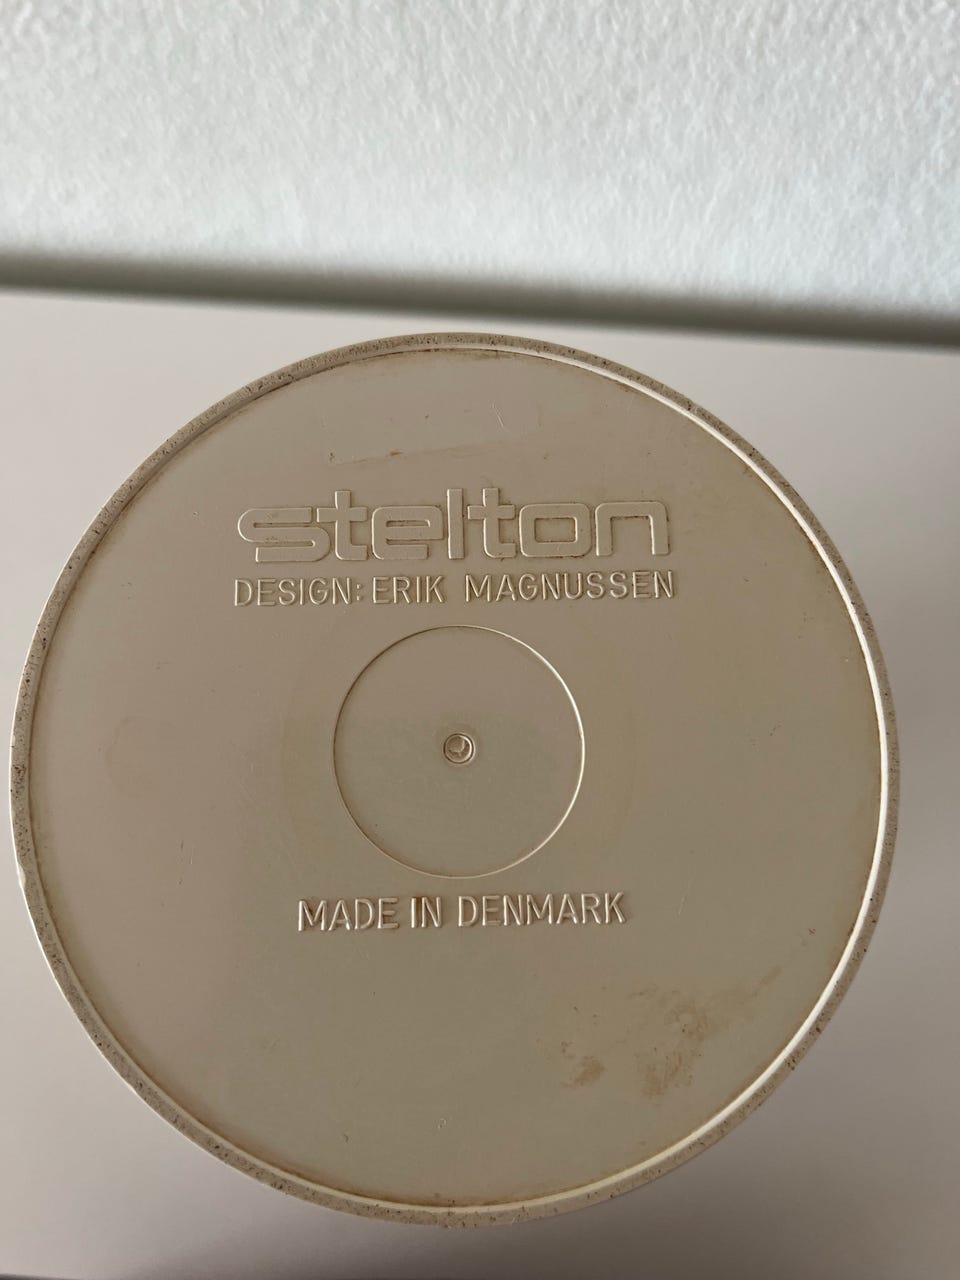 stelton
DESIGN: ERIK MAGNUSSEN
MADE IN DENMARK